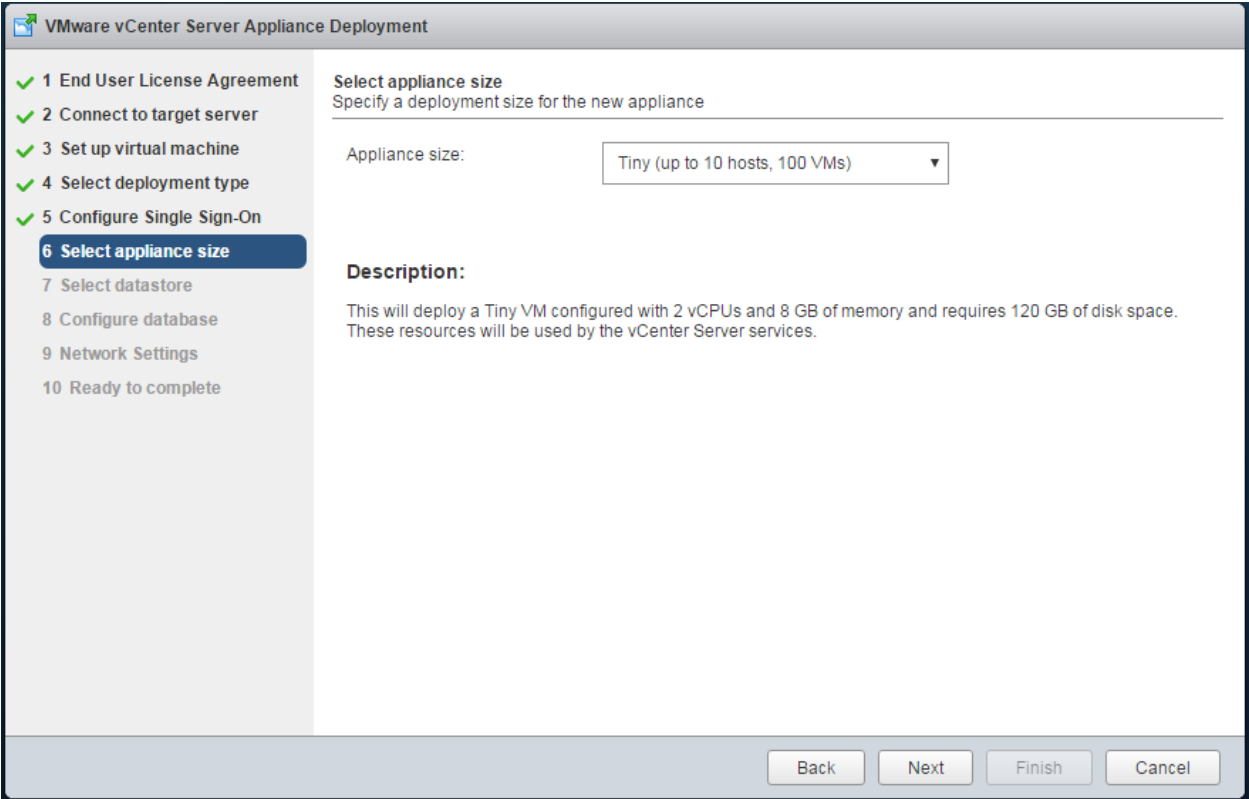 VMware vCenter Server Appliance Deployment
1 End User License Agreement
2 Connect to target server
3 Set up virtual machine
4 Select deployment type
5 Configure Single Sign-On
6 Select appliance size
7 Select datastore
8 Configure database
9 Network Settings
10 Ready to complete
Select appliance size
Specify a deployment size for the new appliance
Appliance size:
Tiny (up to 10 hosts, 100 VMs)
Description:
This will deploy a Tiny VM configured with 2 vCPUs and 8 GB of memory and requires 120 GB of disk space.
These resources will be used by the vCenter Server services.
Back
Next
Finish
Cancel